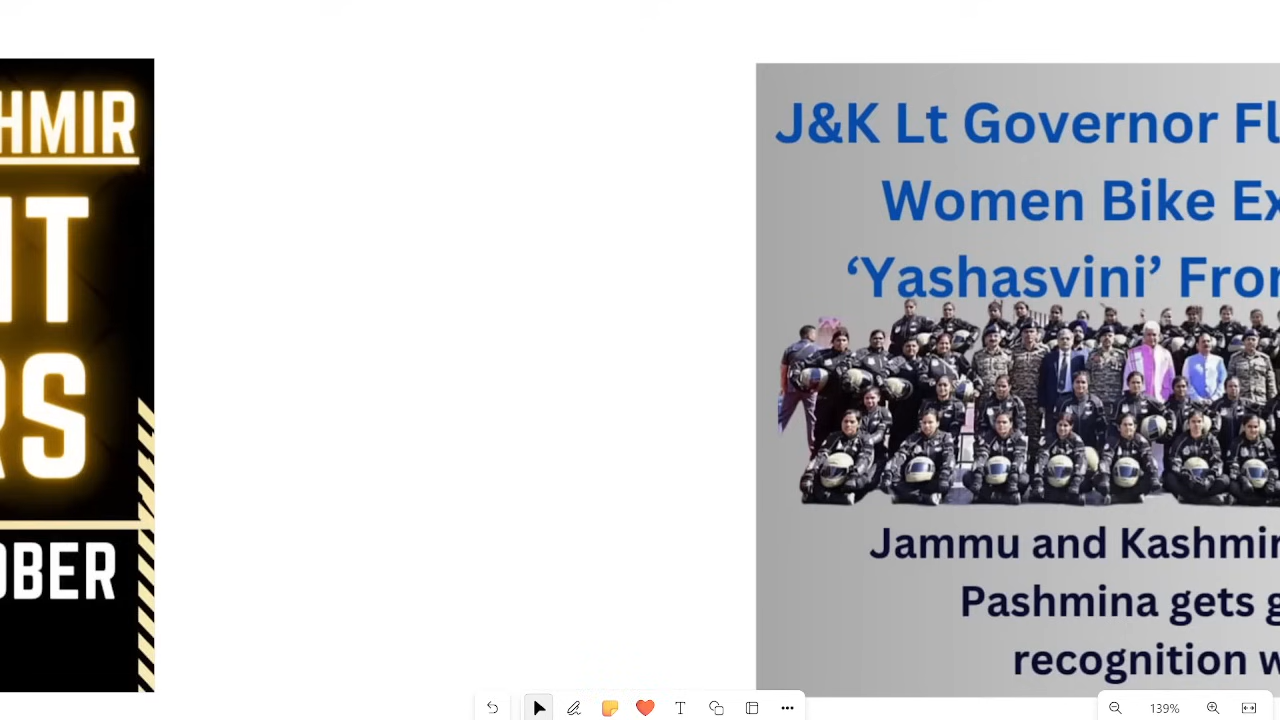 HMIR
IT
RS
OBER
J&K Lt Governor Fl
Women Bike Ex
‘Yashasvini’ Fron
Jammu and Kashmir
Pashmina gets g
recognition w
T
139%